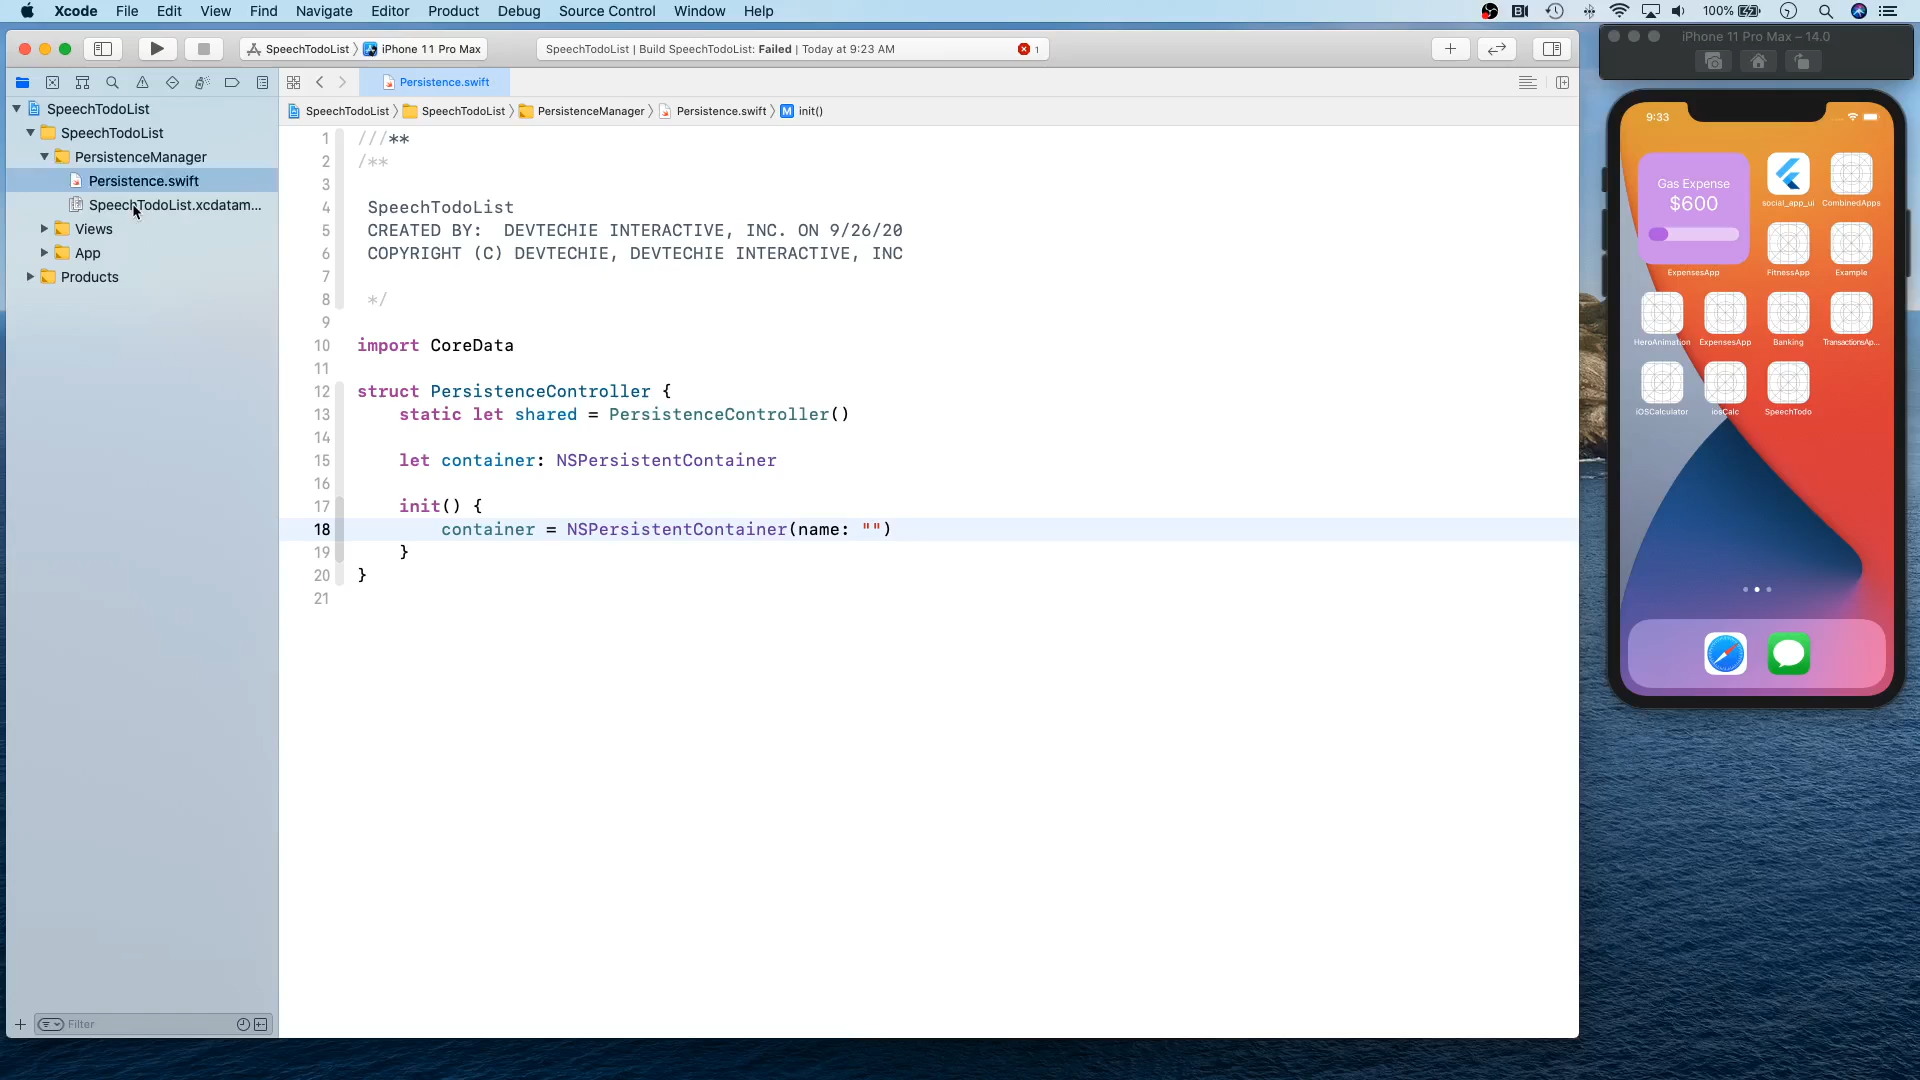 Xcode File Edit View Find Navigate Editor Product Debug Source Control Window Help 100%
SpeechTodoList iPhone 11 Pro Max SpeechTodoList | Build SpeechTodoList: Failed | Today at 9:23 AM 1
Persistence.swift
SpeechTodoList SpeechTodoList PersistenceManager Persistence.swift M init()
SpeechTodoList
SpeechTodoList
PersistenceManager
Persistence.swift
SpeechTodoList.xcdatam...
Views
App
Products
Filter
1 ///**
2 /**
3
4 SpeechTodoList
5 CREATED BY: DEVTECHIE INTERACTIVE, INC. ON 9/26/20
6 COPYRIGHT (C) DEVTECHIE, DEVTECHIE INTERACTIVE, INC
7
8 */
9
10 import CoreData
11
12 struct PersistenceController {
13 static let shared = PersistenceController()
14
15 let container: NSPersistentContainer
16
17 init() {
18 container = NSPersistentContainer(name: "")
19 }
20 }
21
iPhone 11 Pro Max – 14.0
9:33
Gas Expense
$600
ExpensesApp
social_app_ui CombinedApps
FitnessApp Example
HeroAnimation ExpensesApp Banking TransactionsAp...
iOSCalculator iosCalc SpeechTodo